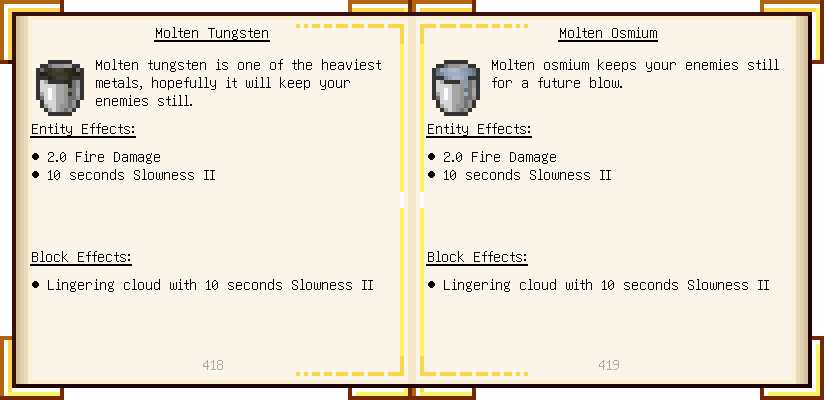 Molten Tungsten
Molten tungsten is one of the heaviest
metals, hopefully it will keep your
enemies still.
Entity Effects:
● 2.0 Fire Damage
● 10 seconds Slowness II
Block Effects:
● Lingering cloud with 10 seconds Slowness II
418
Molten Osmium
Molten osmium keeps your enemies still
for a future blow.
Entity Effects:
● 2.0 Fire Damage
● 10 seconds Slowness II
Block Effects:
● Lingering cloud with 10 seconds Slowness II
419